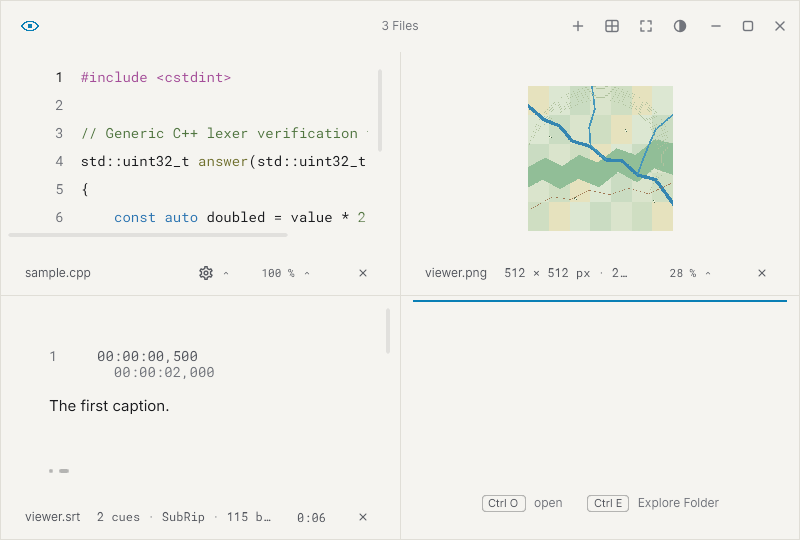 3 Files
1 #include <cstdint>
2
3 // Generic C++ lexer verification
4 std::uint32_t answer(std::uint32_t
5 {
6 const auto doubled = value * 2
sample.cpp 100 %
viewer.png 512 × 512 px · 2…
28 %
1 00:00:00,500
00:00:02,000
The first caption.
viewer.srt 2 cues · SubRip · 115 b… 0:06
Ctrl O open Ctrl E Explore Folder